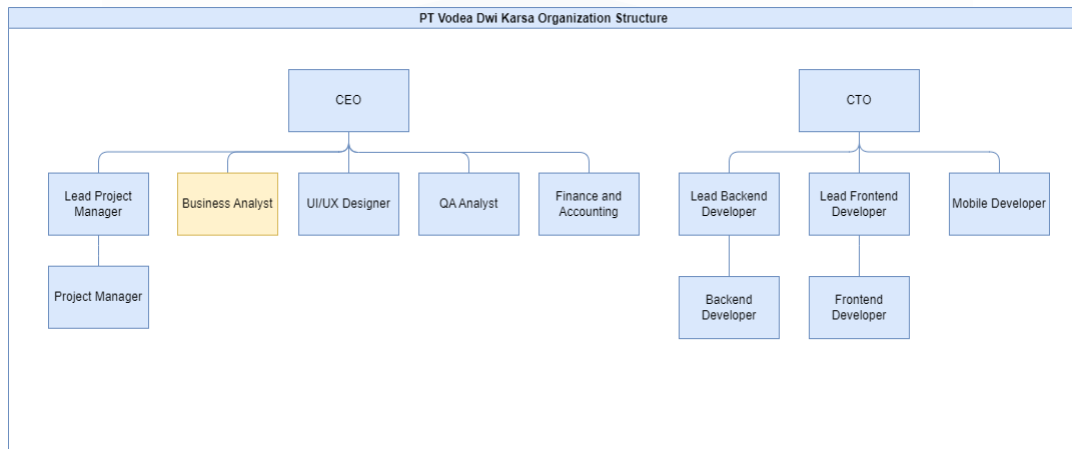 PT Vodea Dwi Karsa Organization Structure
CEO
CTO
Lead Project
Manager
Business Analyst
UI/UX Designer
QA Analyst
Finance and
Accounting
Lead Backend
Developer
Lead Frontend
Developer
Mobile Developer
Project Manager
Backend
Developer
Frontend
Developer